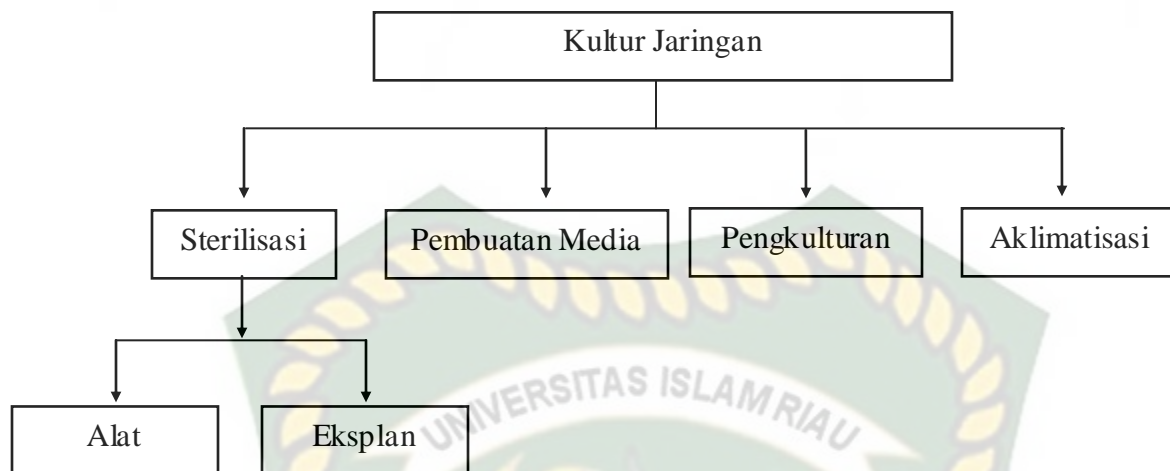 Kultur Jaringan
Sterilisasi
Pembuatan Media
Pengkulturan
Aklimatisasi
Alat
Eksplan
UNIVERSITAS ISLAM RIAU